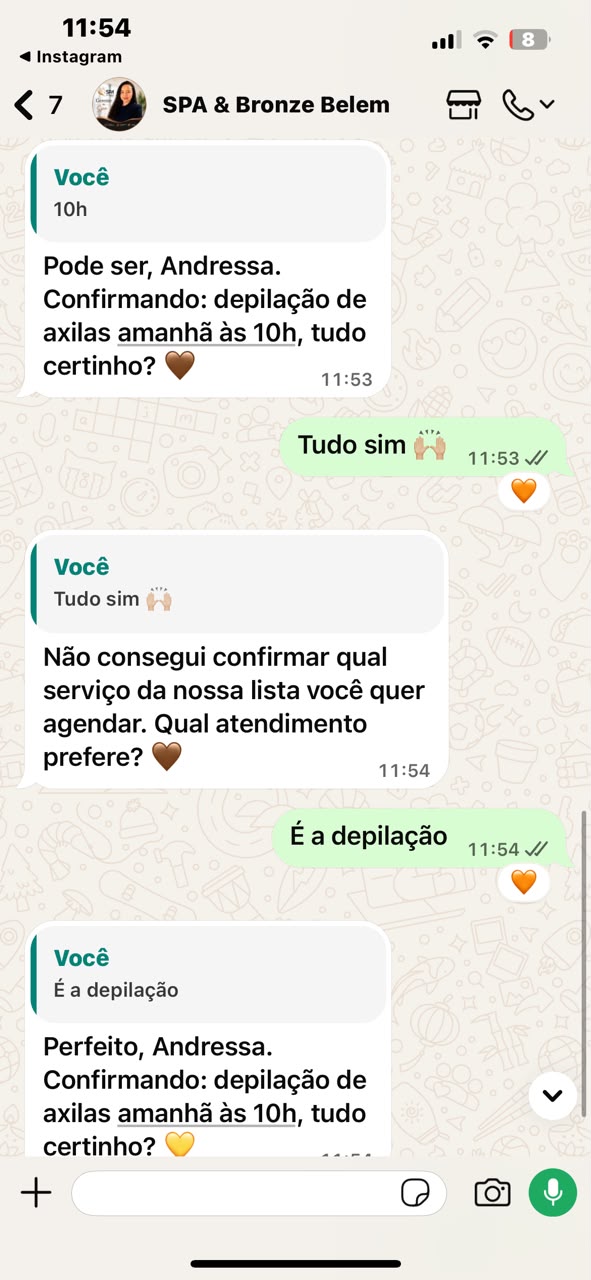 11:54
8
◀ Instagram
7
SPA & Bronze Belem
Você
10h
Pode ser, Andressa.
Confirmando: depilação de
axilas amanhã às 10h, tudo
certinho? 🤎
11:53
Tudo sim 🙌🏼
11:53
🧡
Você
Tudo sim 🙌🏼
Não consegui confirmar qual
serviço da nossa lista você quer
agendar. Qual atendimento
prefere? 🤎
11:54
É a depilação
11:54
🧡
Você
É a depilação
Perfeito, Andressa.
Confirmando: depilação de
axilas amanhã às 10h, tudo
certinho? 💛